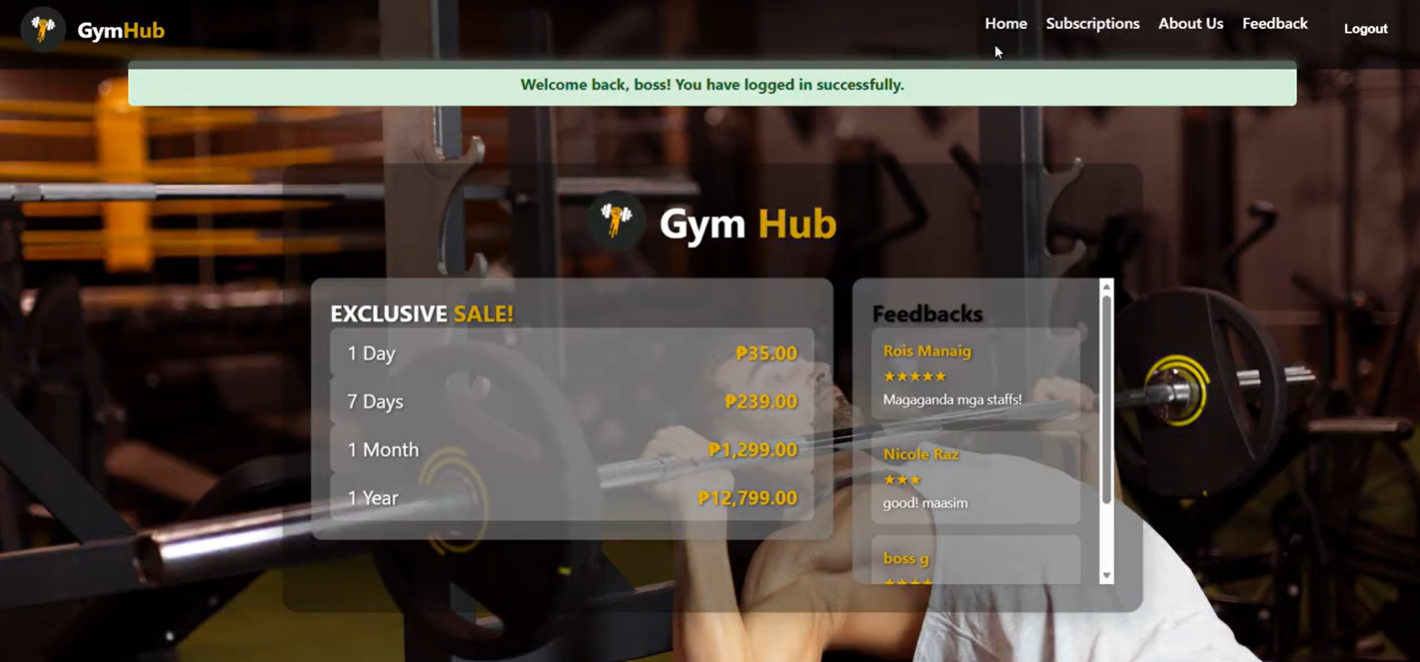 GymHub
Home Subscriptions About Us Feedback Logout
Welcome back, boss! You have logged in successfully.
Gym Hub
EXCLUSIVE SALE!
1 Day ₱35.00
7 Days ₱239.00
1 Month ₱1,299.00
1 Year ₱12,799.00
Feedbacks
Rois Manaig
★★★★★
Magaganda mga staffs!
Nicole Raz
★★★
good! maasim
boss g
★★★★